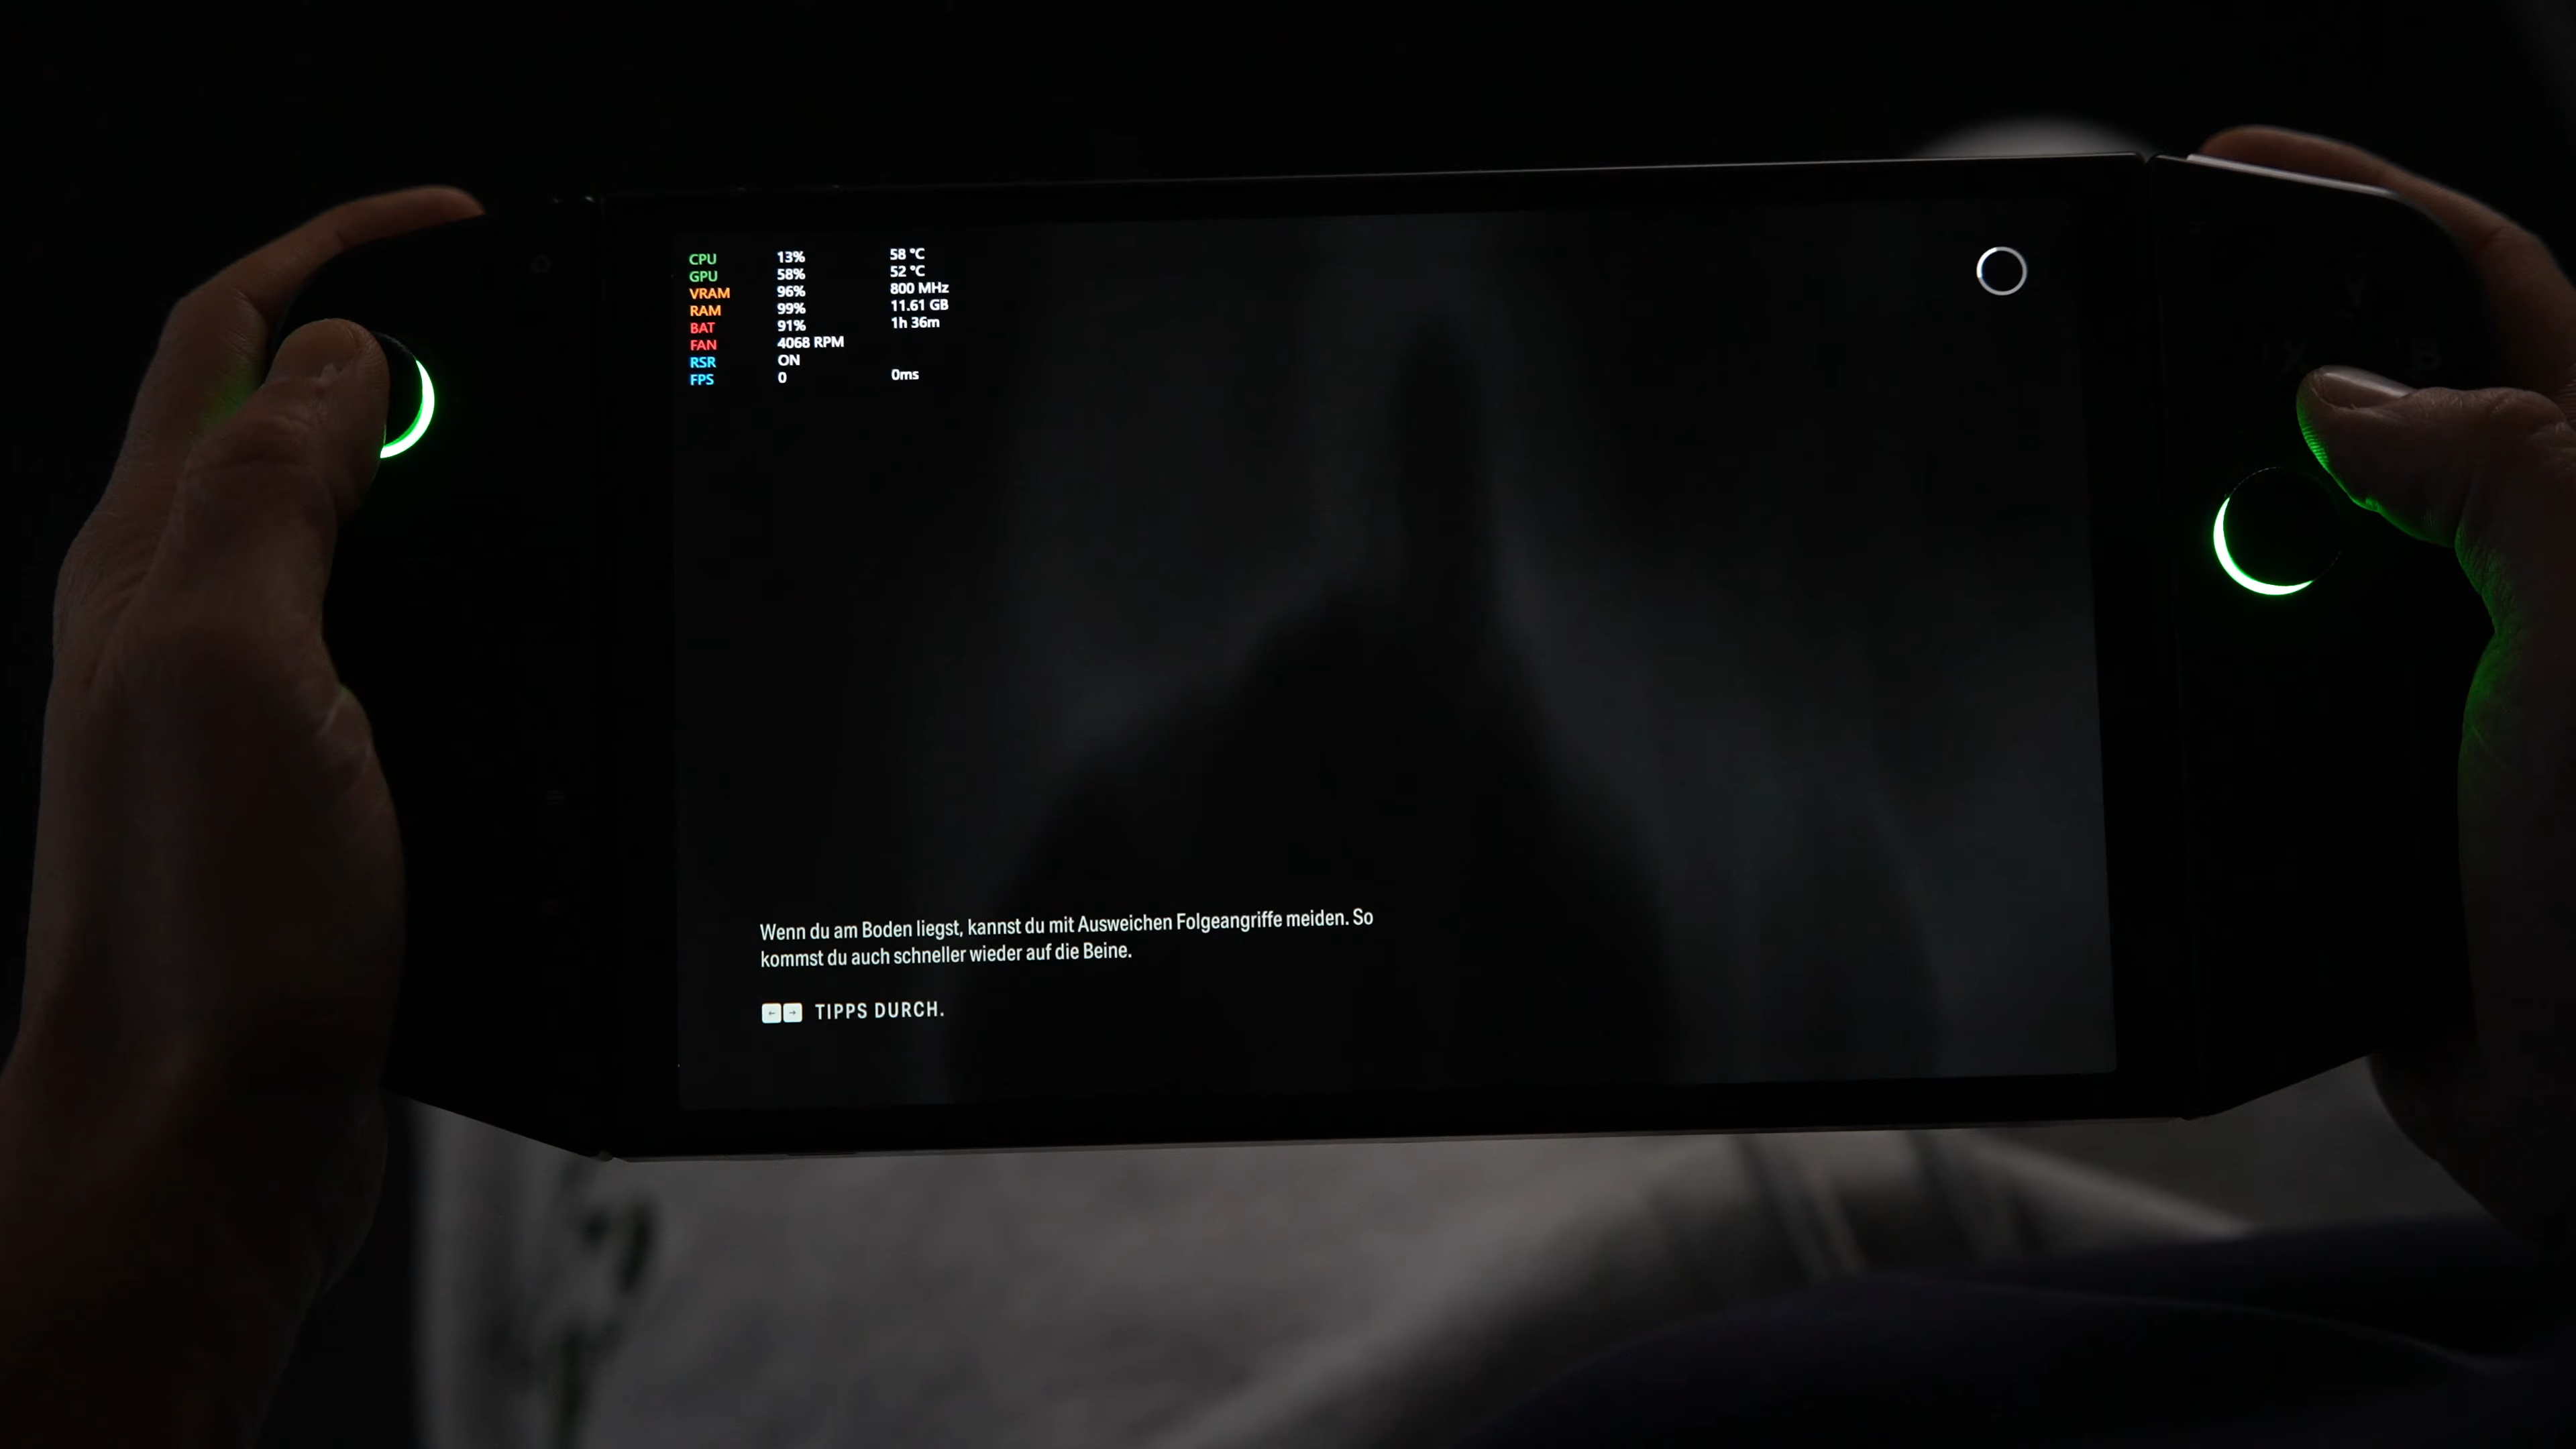 CPU 13% 58 °C
GPU 58% 52 °C
VRAM 96% 800 MHz
RAM 99% 11.61 GB
BAT 91% 1h 36m
FAN 4068 RPM
RSR ON
FPS 0 0ms
Y
X B
Wenn du am Boden liegst, kannst du mit Ausweichen Folgeangriffe meiden. So
kommst du auch schneller wieder auf die Beine.
←→ TIPPS DURCH.